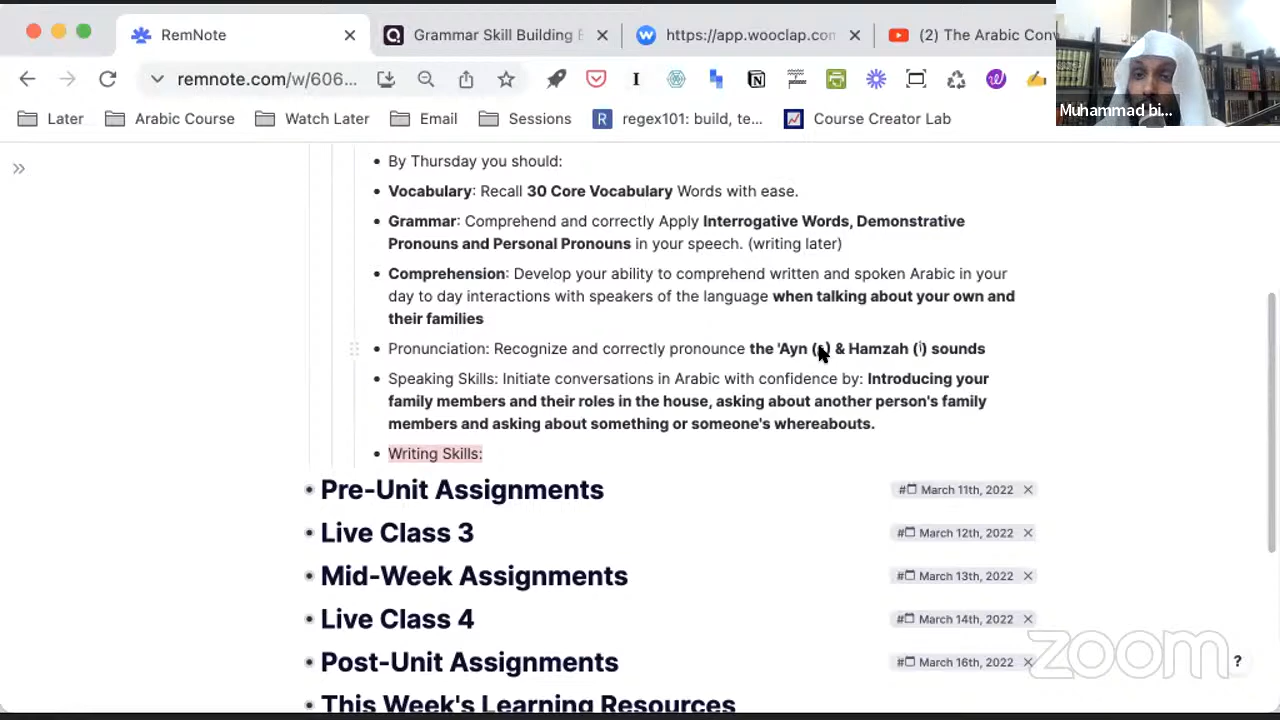 RemNote
Grammar Skill Building E
https://app.wooclap.con
(2) The Arabic Conv
remnote.com/w/606...
Later
Arabic Course
Watch Later
Email
Sessions
regex101: build, te...
Course Creator Lab
Muhammad bi...
By Thursday you should:
Vocabulary: Recall 30 Core Vocabulary Words with ease.
Grammar: Comprehend and correctly Apply Interrogative Words, Demonstrative
Pronouns and Personal Pronouns in your speech. (writing later)
Comprehension: Develop your ability to comprehend written and spoken Arabic in your
day to day interactions with speakers of the language when talking about your own and
their families
Pronunciation: Recognize and correctly pronounce the 'Ayn & Hamzah (أ) sounds
Speaking Skills: Initiate conversations in Arabic with confidence by: Introducing your
family members and their roles in the house, asking about another person's family
members and asking about something or someone's whereabouts.
Writing Skills:
Pre-Unit Assignments # March 11th, 2022
Live Class 3 # March 12th, 2022
Mid-Week Assignments # March 13th, 2022
Live Class 4 # March 14th, 2022
Post-Unit Assignments # March 16th, 2022
This Week's Learning Resources
zoom
?